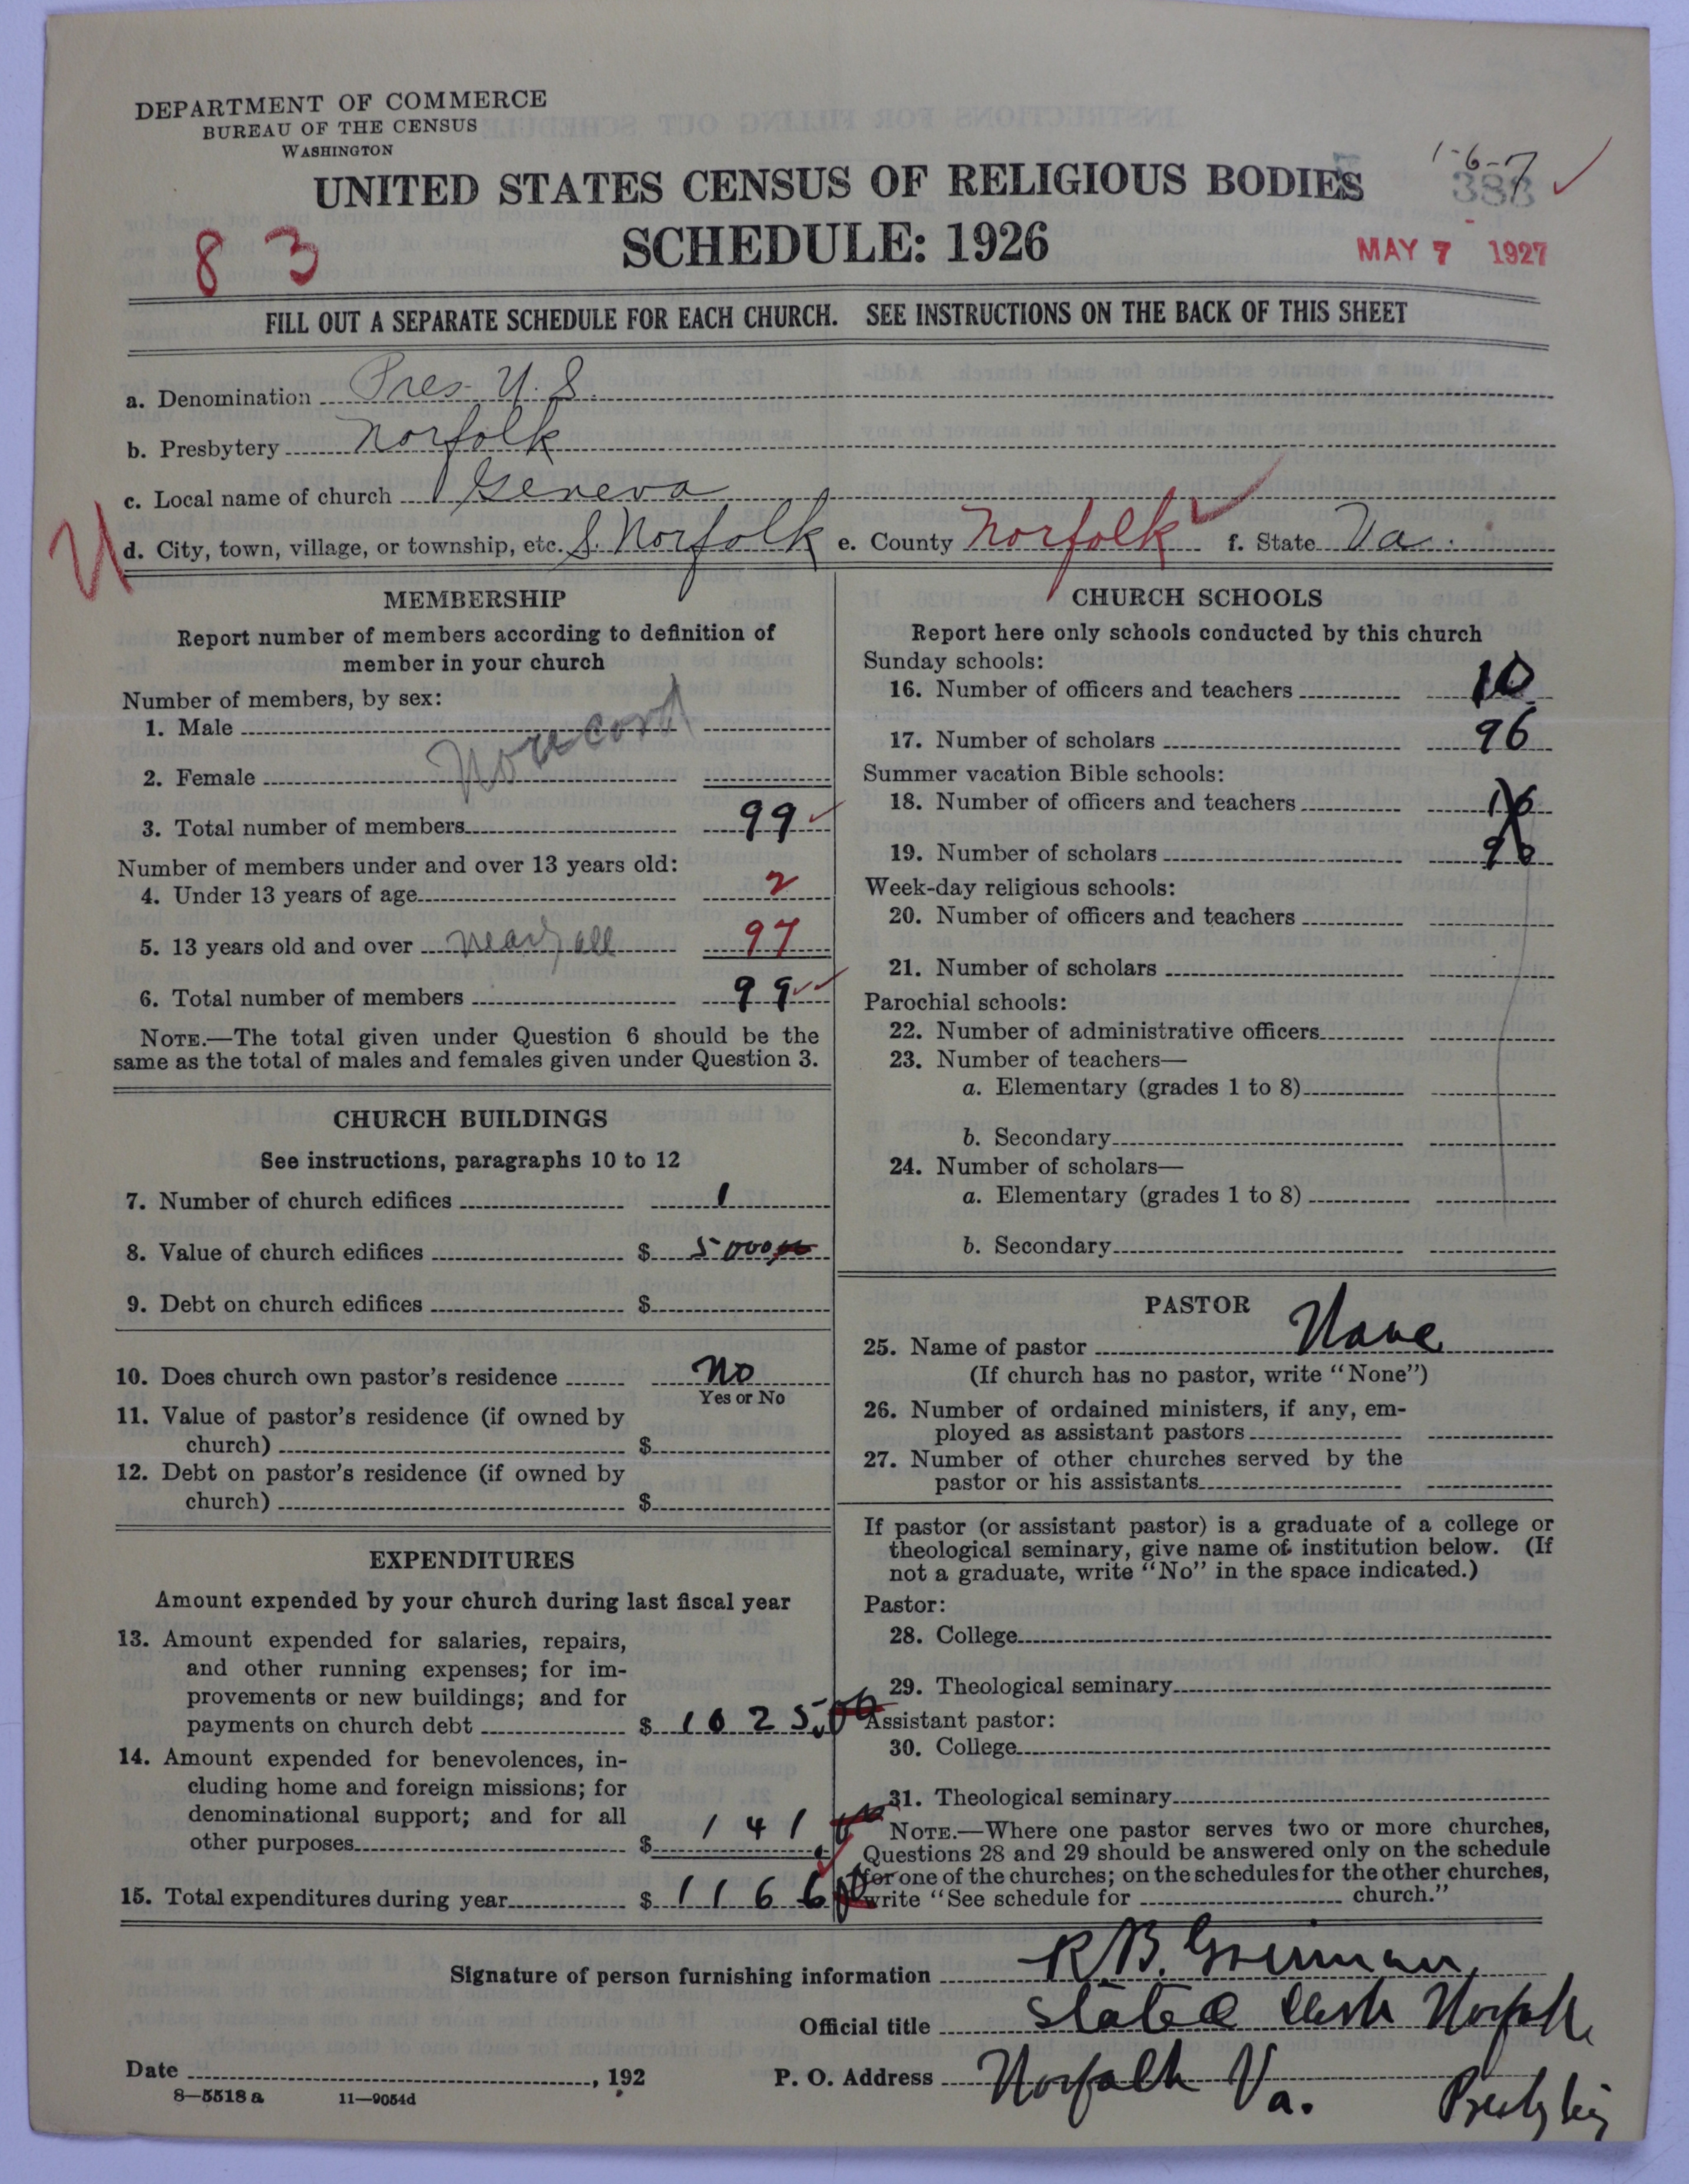 DEPARTMENT OF COMMERCE
BUREAU OF THE CENSUS
WASHINGTON
UNITED STATES CENSUS OF RELIGIOUS BODIES
SCHEDULE: 1926
1-6-7
388
83
MAY 7 1927
FILL OUT A SEPARATE SCHEDULE FOR EACH CHURCH. SEE INSTRUCTIONS ON THE BACK OF THIS SHEET
a. Denomination Pres. U.S.
b. Presbytery Norfolk
c. Local name of church Geneva
d. City, town, village, or township, etc. S. Norfolk e. County Norfolk f. State Va.
MEMBERSHIP
Report number of members according to definition of
member in your church
Number of members, by sex:
1. Male
No record
2. Female
3. Total number of members 99
Number of members under and over 13 years old:
4. Under 13 years of age 2
5. 13 years old and over nearly all 97
6. Total number of members 99
NOTE.—The total given under Question 6 should be the
same as the total of males and females given under Question 3.
CHURCH BUILDINGS
See instructions, paragraphs 10 to 12
7. Number of church edifices 1
8. Value of church edifices $ 5000
9. Debt on church edifices $
10. Does church own pastor's residence No
Yes or No
11. Value of pastor's residence (if owned by
church) $
12. Debt on pastor's residence (if owned by
church) $
EXPENDITURES
Amount expended by your church during last fiscal year
13. Amount expended for salaries, repairs,
and other running expenses; for im-
provements or new buildings; and for
payments on church debt $ 1025.00
14. Amount expended for benevolences, in-
cluding home and foreign missions; for
denominational support; and for all
other purposes $ 141
15. Total expenditures during year $ 1166
CHURCH SCHOOLS
Report here only schools conducted by this church
Sunday schools:
16. Number of officers and teachers 10
17. Number of scholars 96
Summer vacation Bible schools:
18. Number of officers and teachers 16
19. Number of scholars
Week-day religious schools:
20. Number of officers and teachers
21. Number of scholars
Parochial schools:
22. Number of administrative officers
23. Number of teachers—
a. Elementary (grades 1 to 8)
b. Secondary
24. Number of scholars—
a. Elementary (grades 1 to 8)
b. Secondary
PASTOR
25. Name of pastor None
(If church has no pastor, write "None")
26. Number of ordained ministers, if any, em-
ployed as assistant pastors
27. Number of other churches served by the
pastor or his assistants
If pastor (or assistant pastor) is a graduate of a college or
theological seminary, give name of institution below. (If
not a graduate, write "No" in the space indicated.)
Pastor:
28. College
29. Theological seminary
Assistant pastor:
30. College
31. Theological seminary
NOTE.—Where one pastor serves two or more churches,
Questions 28 and 29 should be answered only on the schedule
for one of the churches; on the schedules for the other churches,
write "See schedule for church."
Signature of person furnishing information R B. Grinnan
Official title Stated Clerk Norfolk
Presbytery
Date , 192
P. O. Address Norfolk Va.
8—5518 a 11—9054d